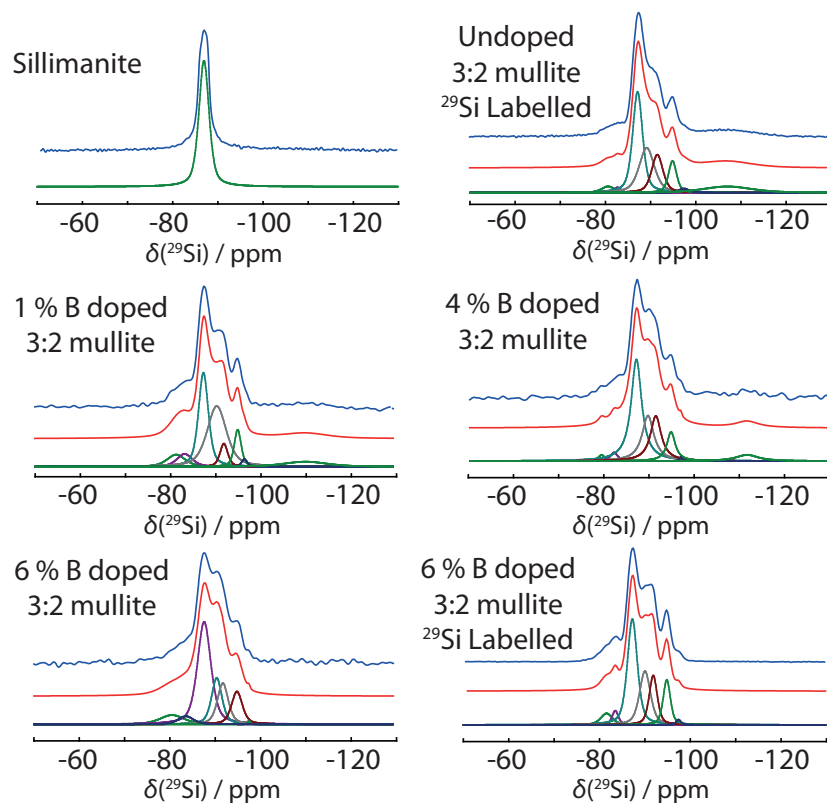 Sillimanite
-60 -80 -100 -120
δ(²⁹Si) / ppm
Undoped
3:2 mullite
²⁹Si Labelled
-60 -80 -100 -120
δ(²⁹Si) / ppm
1 % B doped
3:2 mullite
-60 -80 -100 -120
δ(²⁹Si) / ppm
4 % B doped
3:2 mullite
-60 -80 -100 -120
δ(²⁹Si) / ppm
6 % B doped
3:2 mullite
-60 -80 -100 -120
δ(²⁹Si) / ppm
6 % B doped
3:2 mullite
²⁹Si Labelled
-60 -80 -100 -120
δ(²⁹Si) / ppm